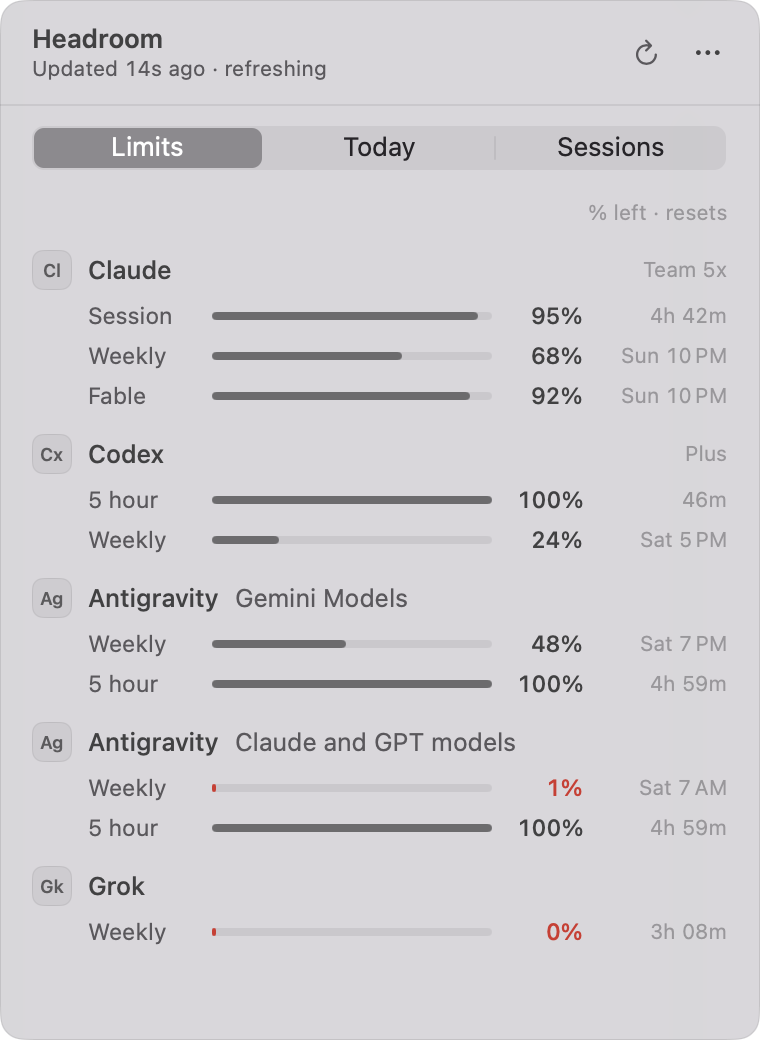 Headroom
Updated 14s ago · refreshing
Limits Today Sessions
% left · resets
Cl Claude Team 5x
Session 95% 4h 42m
Weekly 68% Sun 10 PM
Fable 92% Sun 10 PM
Cx Codex Plus
5 hour 100% 46m
Weekly 24% Sat 5 PM
Ag Antigravity Gemini Models
Weekly 48% Sat 7 PM
5 hour 100% 4h 59m
Ag Antigravity Claude and GPT models
Weekly 1% Sat 7 AM
5 hour 100% 4h 59m
Gk Grok
Weekly 0% 3h 08m